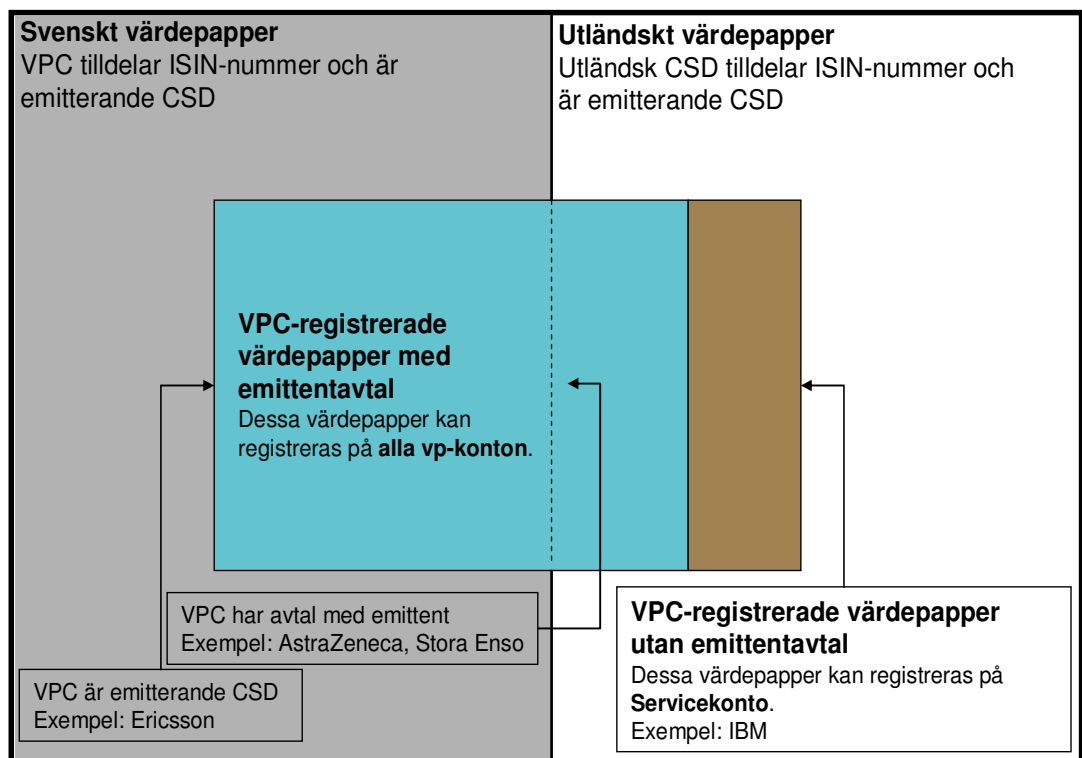 Svenskt värdepapper
VPC tilldelar ISIN-nummer och är
emitterande CSD
Utländskt värdepapper
Utländsk CSD tilldelar ISIN-nummer och
är emitterande CSD
VPC-registrerade
värdepapper med
emittentavtal
Dessa värdepapper kan
registreras på alla vp-konton.
VPC har avtal med emittent
Exempel: AstraZeneca, Stora Enso
VPC är emitterande CSD
Exempel: Ericsson
VPC-registrerade värdepapper
utan emittentavtal
Dessa värdepapper kan registreras på
Servicekonto.
Exempel: IBM